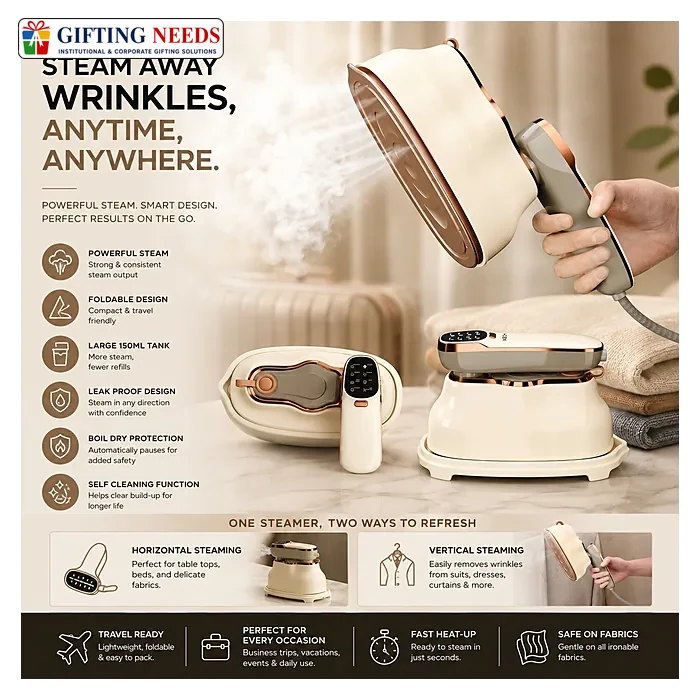 GIFTING NEEDS
INSTITUTIONAL & CORPORATE GIFTING SOLUTIONS
STEAM AWAY
WRINKLES,
ANYTIME,
ANYWHERE.
POWERFUL STEAM. SMART DESIGN.
PERFECT RESULTS ON THE GO.
POWERFUL STEAM
Strong & consistent
steam output
FOLDABLE DESIGN
Compact & travel
friendly
LARGE 150ML TANK
More steam,
fewer refills
LEAK PROOF DESIGN
Steam in any direction
with confidence
BOIL DRY PROTECTION
Automatically pauses for
added safety
SELF CLEANING FUNCTION
Helps clear build-up for
longer life
ONE STEAMER, TWO WAYS TO REFRESH
HORIZONTAL STEAMING
Perfect for table tops,
beds, and delicate
fabrics.
VERTICAL STEAMING
Easily removes wrinkles
from suits, dresses,
curtains & more.
TRAVEL READY
Lightweight, foldable
& easy to pack.
PERFECT FOR
EVERY OCCASION
Business trips, vacations,
events & daily use.
FAST HEAT-UP
Ready to steam in
just seconds.
SAFE ON FABRICS
Gentle on all ironable
fabrics.